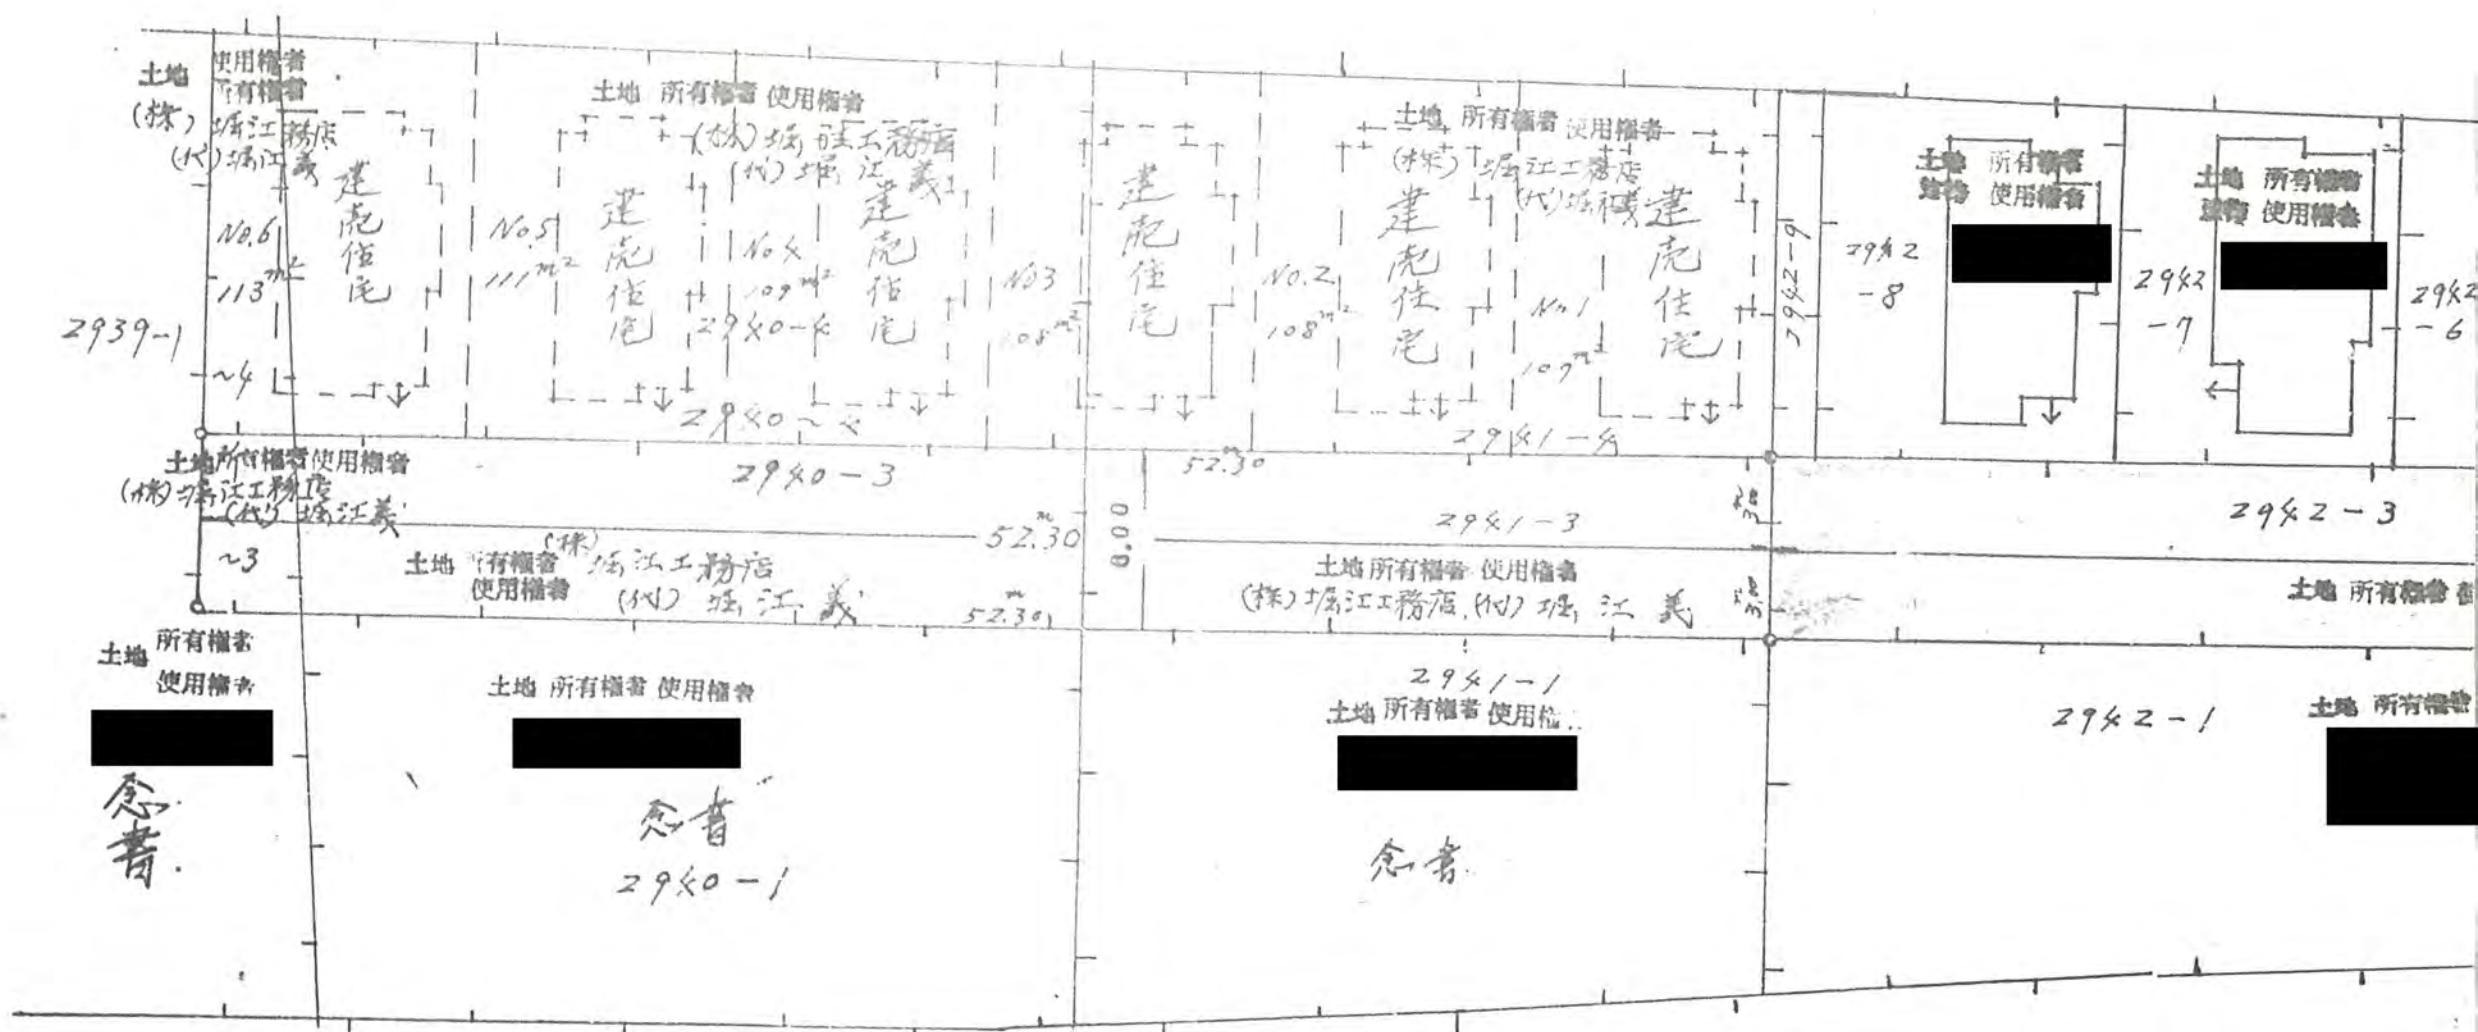 土地
使用権者
所有権者
(株)堀江工務店
(代)堀江義
建売住宅
No.6
113m²
~4
2939-1
土地 所有権者 使用権者
(株)堀江工務店
(代)堀江義
No.5
111m²
建売住宅
No.4
109m²
2940-4
建売住宅
2940~4
No3
108m²
建売住宅
土地 所有権者 使用権者
(株)堀江工務店
(代)堀江義
No.2
108m²
建売住宅
No.1
107m²
建売住宅
2941-4
2942-9
2942
-8
土地 所有権者
建物 使用権者
2942
-7
土地 所有権者
建物 使用権者
2942
-6
土地所有権者使用権者
(株)堀江工務店
(代)堀江義
~3
2940-3
52.30m
52.30m
土地 所有権者
使用権者
(株)堀江工務店
(代)堀江義
52.30m
2941-3
土地所有権者 使用権者
(株)堀江工務店.(代)堀江義
2942-3
土地 所有権者
土地
所有権者
使用権者
念書.
土地 所有権者 使用権者
念書
2940-1
2941-1
土地所有権者 使用権
念書.
2942-1
土地 所有権者